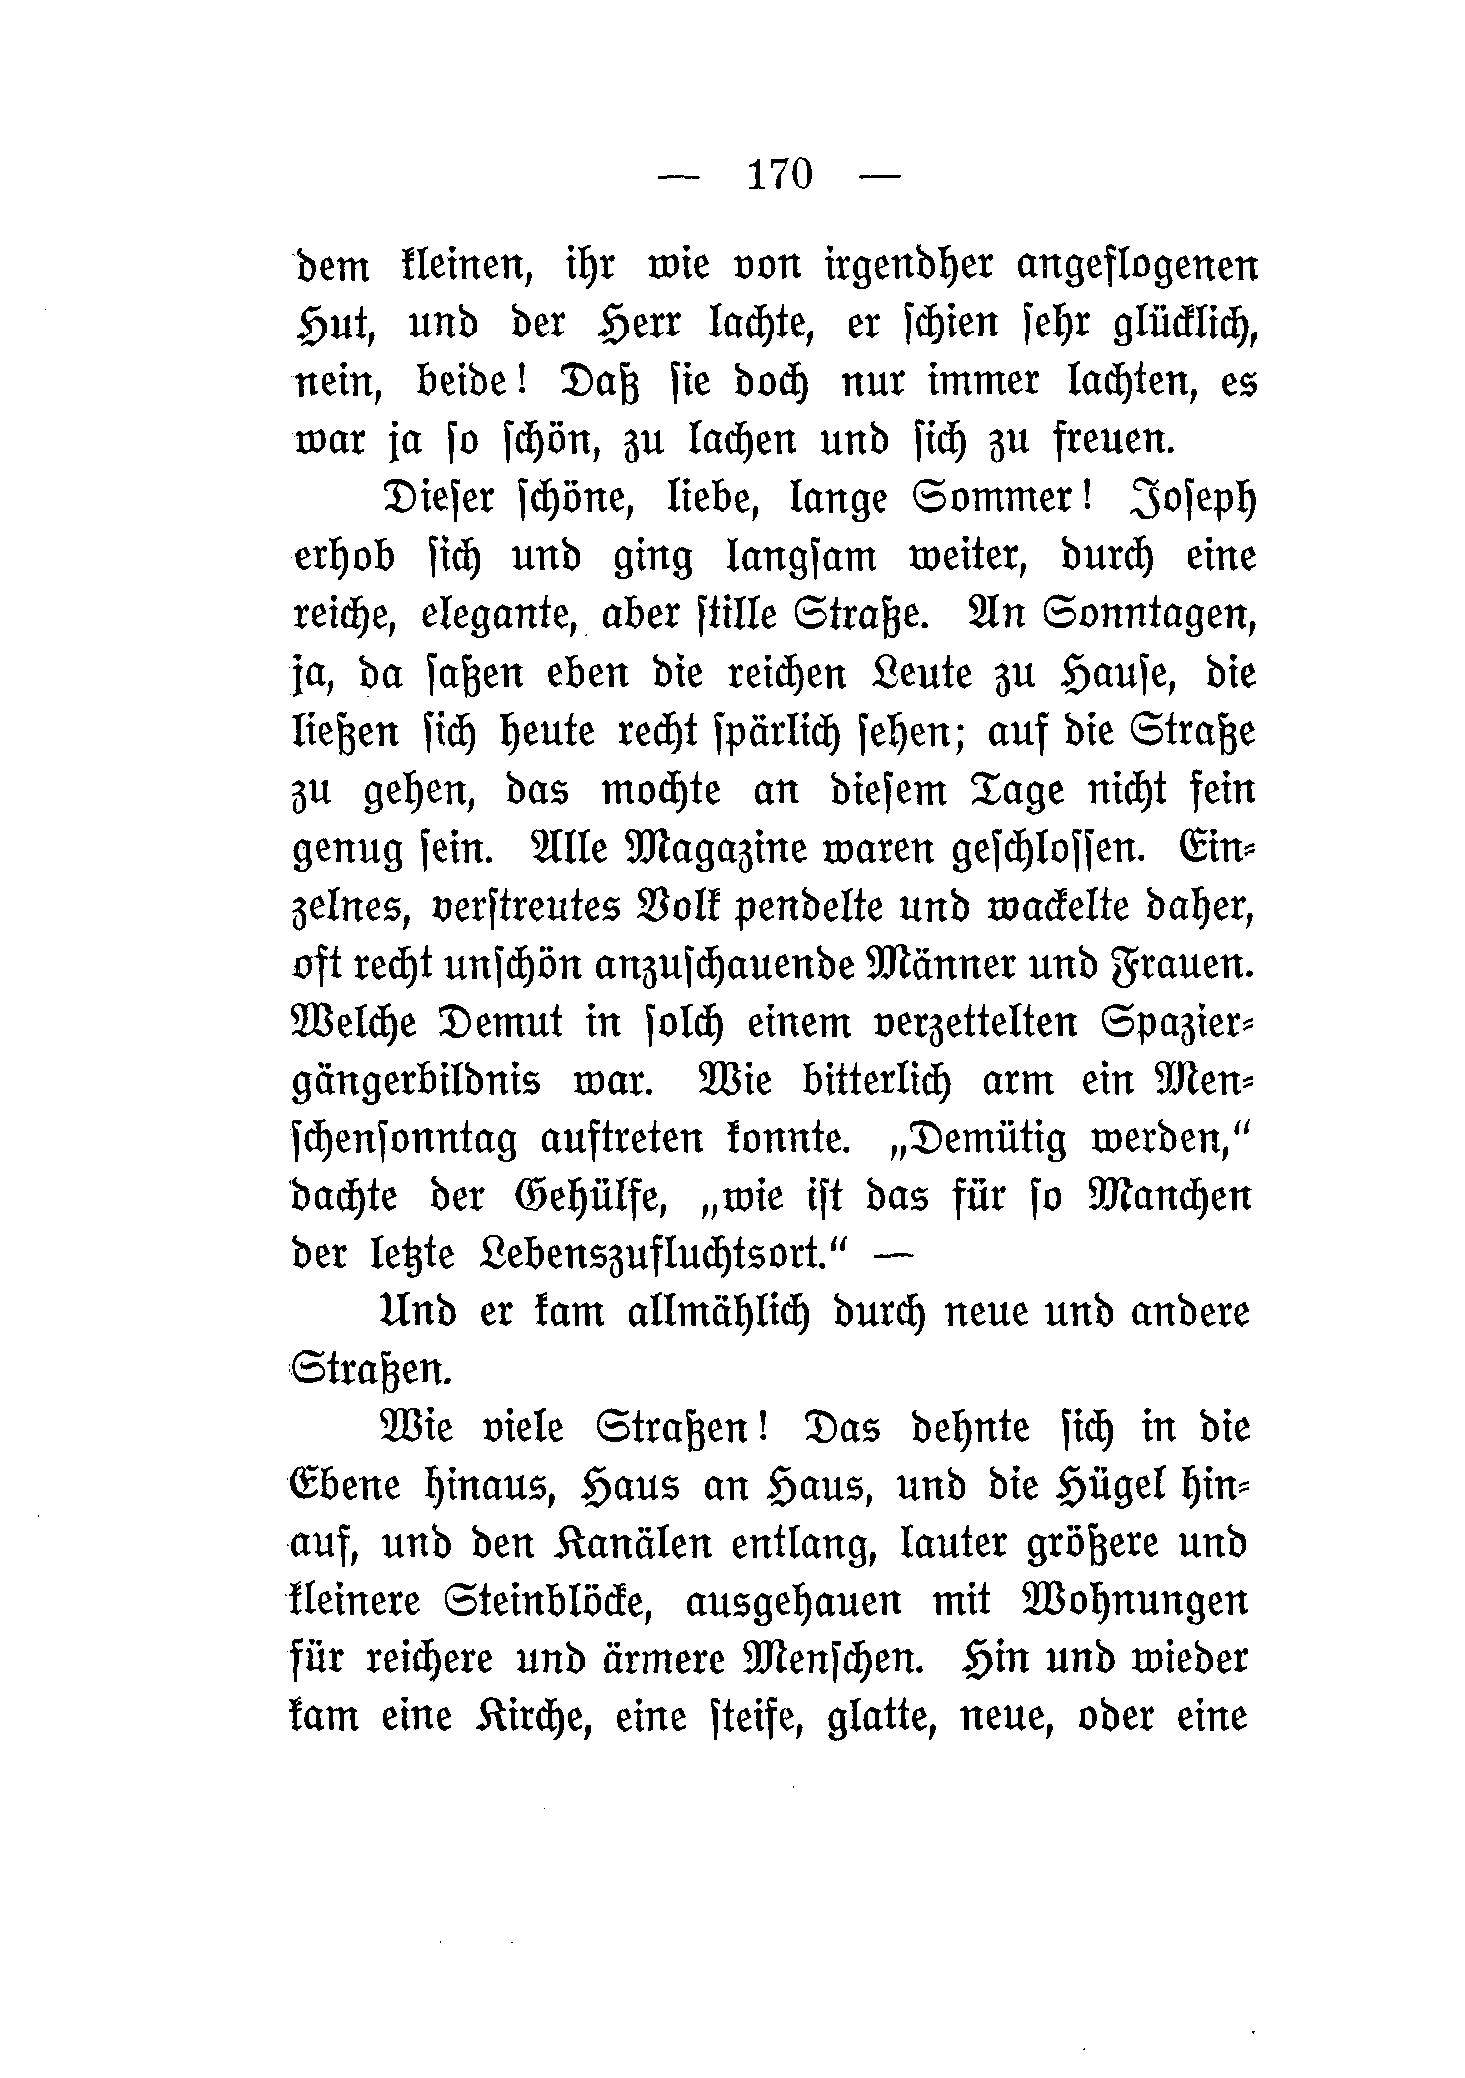 — 170 —
dem kleinen, ihr wie von irgendher angeflogenen
Hut, und der Herr lachte, er ſchien ſehr glücklich,
nein, beide! Daß ſie doch nur immer lachten, es
war ja ſo ſchön, zu lachen und ſich zu freuen.
Dieſer ſchöne, liebe, lange Sommer! Joſeph
erhob ſich und ging langſam weiter, durch eine
reiche, elegante, aber ſtille Straße. An Sonntagen,
ja, da ſaßen eben die reichen Leute zu Hauſe, die
ließen ſich heute recht ſpärlich ſehen; auf die Straße
zu gehen, das mochte an dieſem Tage nicht fein
genug ſein. Alle Magazine waren geſchloſſen. Ein⸗
zelnes, verſtreutes Volk pendelte und wackelte daher,
oft recht unſchön anzuſchauende Männer und Frauen.
Welche Demut in ſolch einem verzettelten Spazier⸗
gängerbildnis war. Wie bitterlich arm ein Men⸗
ſchenſonntag auftreten konnte. „Demütig werden,“
dachte der Gehülfe, „wie iſt das für ſo Manchen
der letzte Lebenszufluchtsort.“ —
Und er kam allmählich durch neue und andere
Straßen.
Wie viele Straßen! Das dehnte ſich in die
Ebene hinaus, Haus an Haus, und die Hügel hin⸗
auf, und den Kanälen entlang, lauter größere und
kleinere Steinblöcke, ausgehauen mit Wohnungen
für reichere und ärmere Menſchen. Hin und wieder
kam eine Kirche, eine ſteife, glatte, neue, oder eine